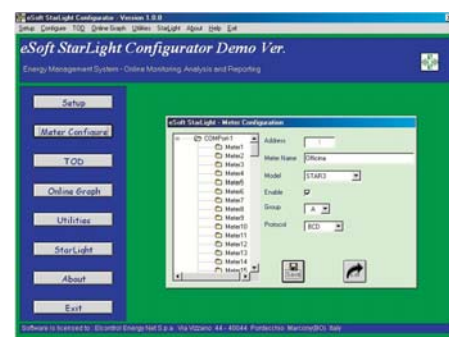 eSoft StarLight Configurator - Version 1.0.0
Setup Configure TOD Online Graph Utilities StarLight About Help Exit
eSoft StarLight Configurator Demo Ver.
Energy Management System - Online Monitoring, Analysis and Reporting
Setup
Meter Configure
TOD
Online Graph
Utilities
StarLight
About
Exit
eSoft StarLight - Meter Configuration
COMPort1
Meter1
Meter2
Meter3
Meter4
Meter5
Meter6
Meter7
Meter8
Meter9
Meter10
Meter11
Meter12
Meter13
Meter14
Meter15
Address 1
Meter Name Officina
Model STAR3
Enable
Group A
Protocol BCD
Save
Software is licensed to : Elcontrol Energy Net S.p.a. Via Vizzano 44 - 40044 Pontecchio Marconi(BO) Italy